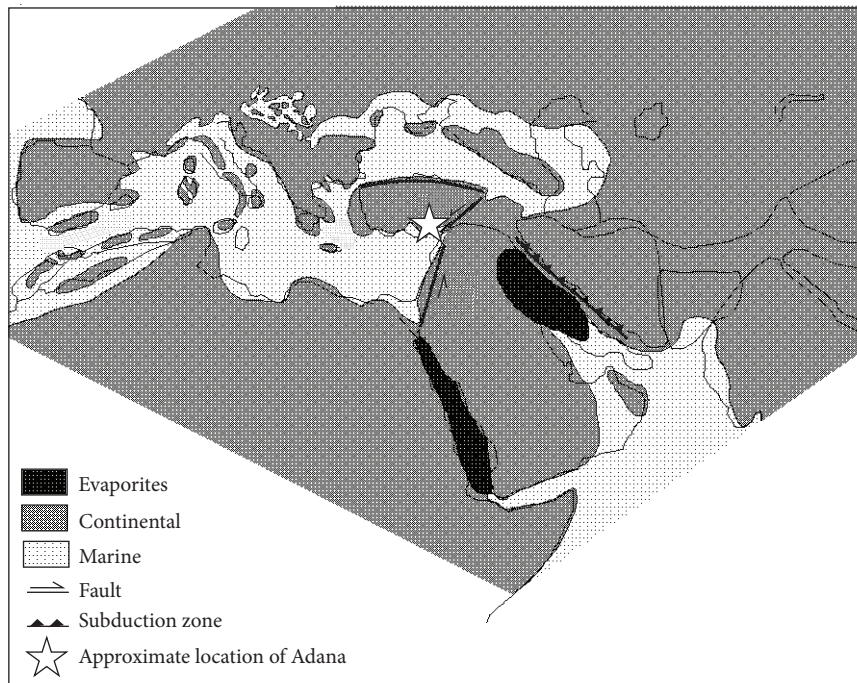 Evaporites
Continental
Marine
Fault
Subduction zone
Approximate location of Adana